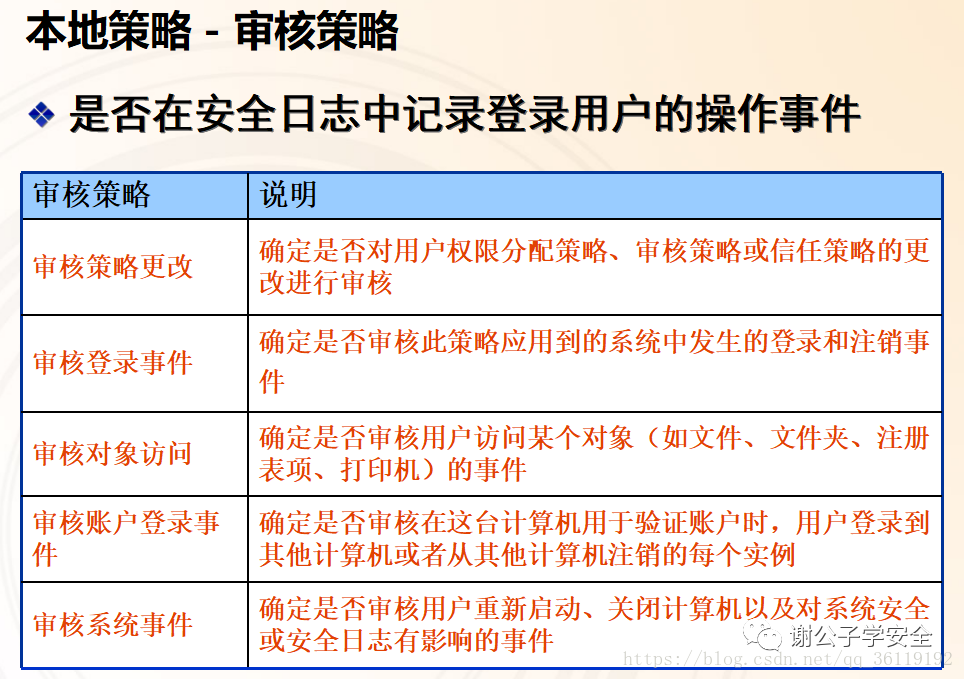 本地策略 - 审核策略
是否在安全日志中记录登录用户的操作事件
审核策略
说明
审核策略更改
确定是否对用户权限分配策略、审核策略或信任策略的更
改进行审核
审核登录事件
确定是否审核此策略应用到的系统中发生的登录和注销事
件
审核对象访问
确定是否审核用户访问某个对象（如文件、文件夹、注册
表项、打印机）的事件
审核账户登录事
件
确定是否审核在这台计算机用于验证账户时，用户登录到
其他计算机或者从其他计算机注销的每个实例
审核系统事件
确定是否审核用户重新启动、关闭计算机以及对系统安全
或安全日志有影响的事件
谢公子学安全
https://blog.csdn.net/qq_36119192